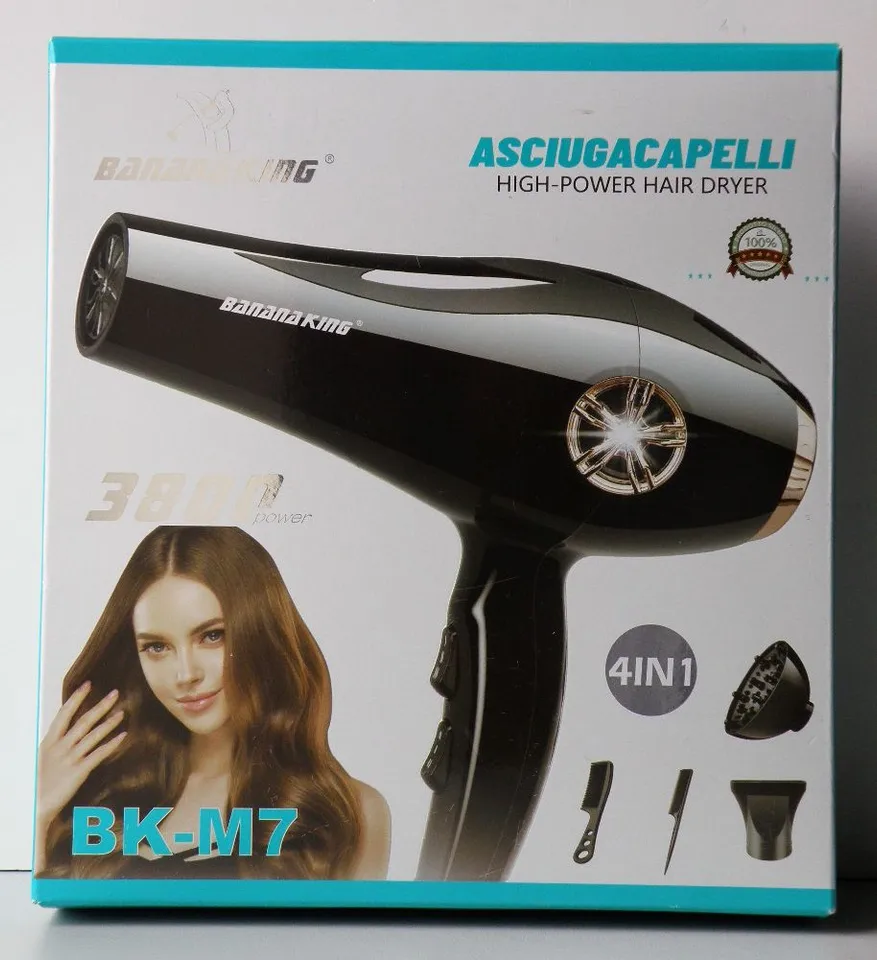 BANANAKING®
ASCIUGACAPELLI
HIGH-POWER HAIR DRYER
100%
BANANAKING®
3800
power
4IN1
BK-M7